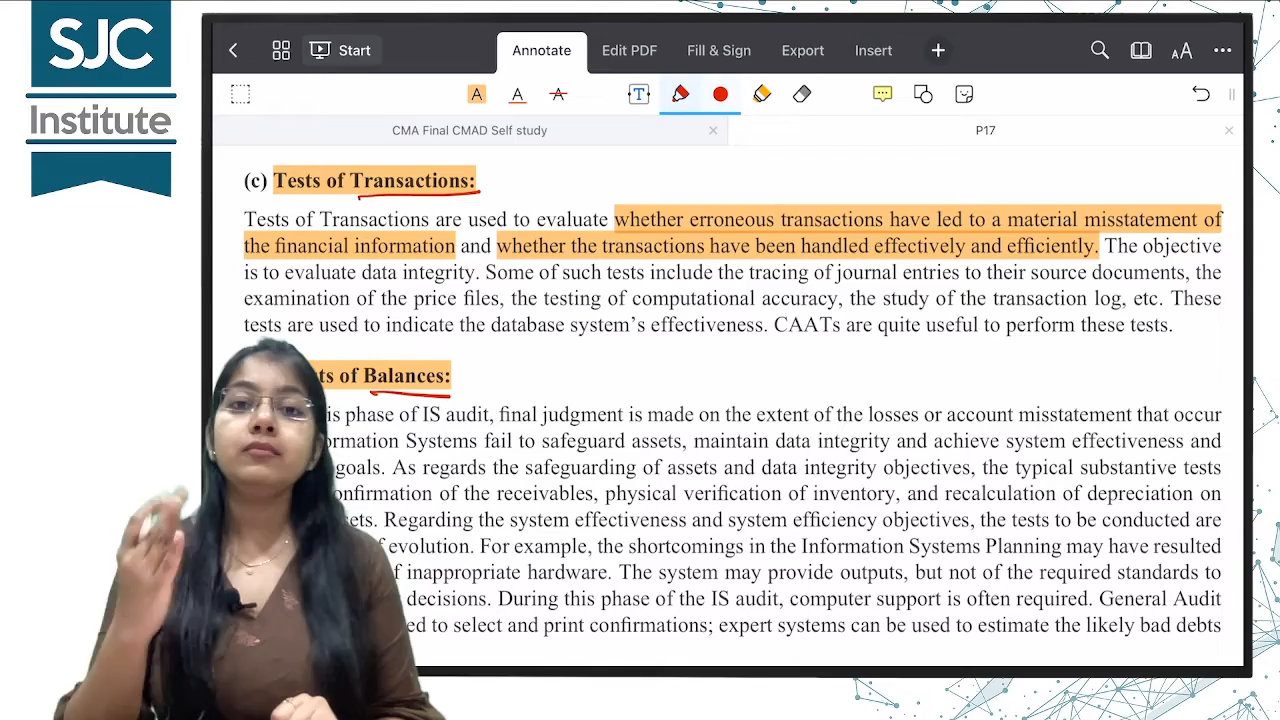 SJC
Institute
Start
Annotate
Edit PDF
Fill & Sign
Export
Insert
CMA Final CMAD Self study
P17
(c) Tests of Transactions:
Tests of Transactions are used to evaluate whether erroneous transactions have led to a material misstatement of
the financial information and whether the transactions have been handled effectively and efficiently. The objective
is to evaluate data integrity. Some of such tests include the tracing of journal entries to their source documents, the
examination of the price files, the testing of computational accuracy, the study of the transaction log, etc. These
tests are used to indicate the database system's effectiveness. CAATs are quite useful to perform these tests.
of Balances:
phase of IS audit, final judgment is made on the extent of the losses or account misstatement that occur
Systems fail to safeguard assets, maintain data integrity and achieve system effectiveness and
goals. As regards the safeguarding of assets and data integrity objectives, the typical substantive tests
of the receivables, physical verification of inventory, and recalculation of depreciation on
Regarding the system effectiveness and system efficiency objectives, the tests to be conducted are
evolution. For example, the shortcomings in the Information Systems Planning may have resulted
inappropriate hardware. The system may provide outputs, but not of the required standards to
decisions. During this phase of the IS audit, computer support is often required. General Audit
to select and print confirmations; expert systems can be used to estimate the likely bad debts